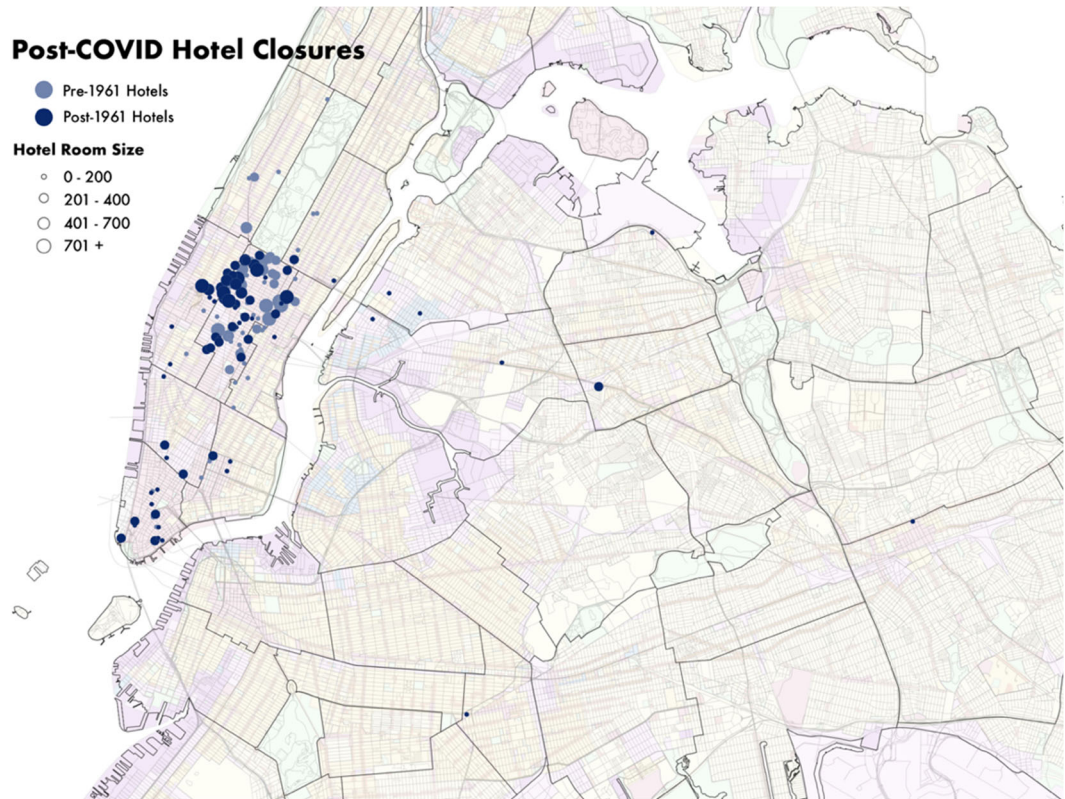 Post-COVID Hotel Closures
Pre-1961 Hotels
Post-1961 Hotels
Hotel Room Size
0 - 200
201 - 400
401 - 700
701 +